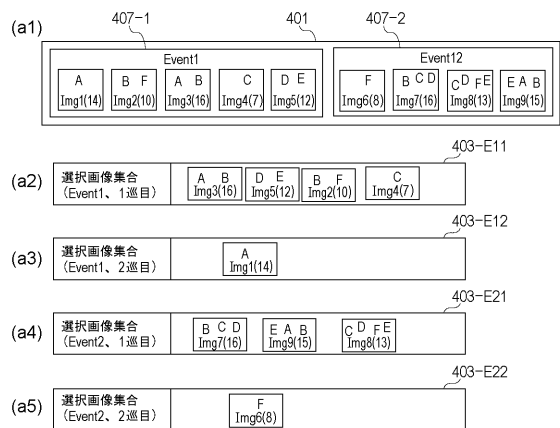 (a1)
407-1
401
407-2
Event1
A
Img1(14)
B F
Img2(10)
A B
Img3(16)
C
Img4(7)
D E
Img5(12)
Event12
F
Img6(8)
B C D
Img7(16)
C D F E
Img8(13)
E A B
Img9(15)
403-E11
(a2)
選択画像集合
(Event1、1巡目)
A B
Img3(16)
D E
Img5(12)
B F
Img2(10)
C
Img4(7)
403-E12
(a3)
選択画像集合
(Event1、2巡目)
A
Img1(14)
403-E21
(a4)
選択画像集合
(Event2、1巡目)
B C D
Img7(16)
E A B
Img9(15)
C D F E
Img8(13)
403-E22
(a5)
選択画像集合
(Event2、2巡目)
F
Img6(8)